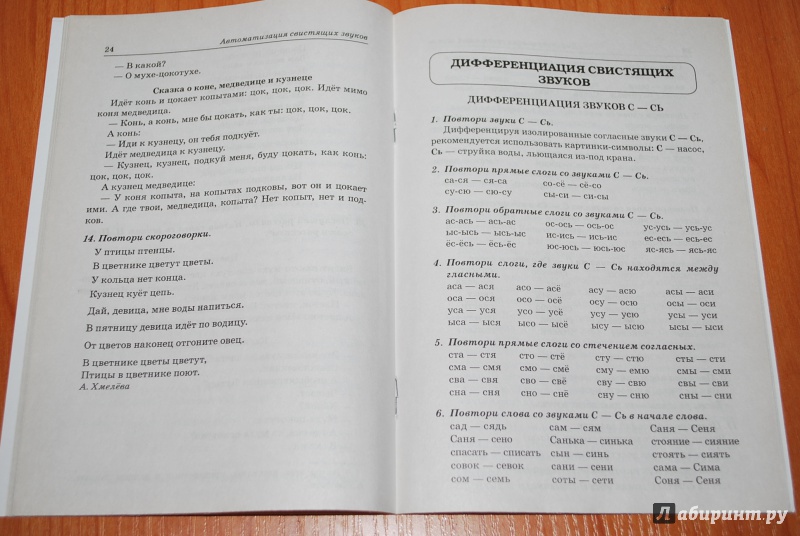 24
Автоматизация свистящих звуков
— В какой?
— О мухе-цокотухе.
Сказка о коне, медведице и кузнеце
Идёт конь и цокает копытами: цок, цок, цок. Идёт мимо
коня медведица.
— Конь, а конь, мне бы цокать, как ты: цок, цок, цок.
А конь:
— Иди к кузнецу, он тебя подкуёт.
Идёт медведица к кузнецу.
— Кузнец, кузнец, подкуй меня, буду цокать, как конь:
цок, цок, цок.
А кузнец медведице:
— У коня копыта, на копытах подковы, вот он и цокает
ими. А где твои, медведица, копыта? Нет копыт, нет и под-
ков.
14. Повтори скороговорки.
У птицы птенцы.
В цветнике цветут цветы.
У кольца нет конца.
Кузнец куёт цепь.
Дай, девица, мне воды напиться.
В пятницу девица идёт по водицу.
От цветов наконец отгоните овец.
В цветнике цветы цветут,
Птицы в цветнике поют.
А. Хмелёва
ДИФФЕРЕНЦИАЦИЯ СВИСТЯЩИХ
ЗВУКОВ
ДИФФЕРЕНЦИАЦИЯ ЗВУКОВ С — СЬ
1. Повтори звуки С — Сь.
Дифференцируя изолированные согласные звуки С — Сь,
рекомендуется использовать картинки-символы: С — насос,
Сь — струйка воды, льющаяся из-под крана.
2. Повтори прямые слоги со звуками С — Сь.
са-ся — ся-са со-сё — сё-со
су-сю — сю-су сы-си — си-сы
3. Повтори обратные слоги со звуками С — Сь.
ас-ась — ась-ас ос-ось — ось-ос ус-усь — усь-ус
ыс-ысь — ысь-ыс ис-ись — ись-ис ес-есь — есь-ес
ёс-ёсь — ёсь-ёс юс-юсь — юсь-юс яс-ясь — ясь-яс
4. Повтори слоги, где звуки С — Сь находятся между
гласными.
аса — ася асо — асё асу — асю асы — аси
оса — ося осо — осё осу — осю осы — оси
уса — уся усо — усё усу — усю усы — уси
ыса — ыся ысо — ысё ысу — ысю ысы — ыси
5. Повтори прямые слоги со стечением согласных.
ста — стя сто — стё сту — стю сты — сти
сма — смя смо — смё сму — емю смы — сми
сва — свя сво — свё сву — свю свы — сви
сна — сня сно — снё сну — сню сны — сни
6. Повтори слова со звуками С — Сь в начале слова.
сад — сядь сам — сям Саня — Сеня
Саня — сено Санька — синька стояние — сияние
спасать — списать сын — синь стоять — сиять
совок — севок сани — сени сама — Сима
сом — семь соты — сети Соня — Сеня
Лабиринт.ру